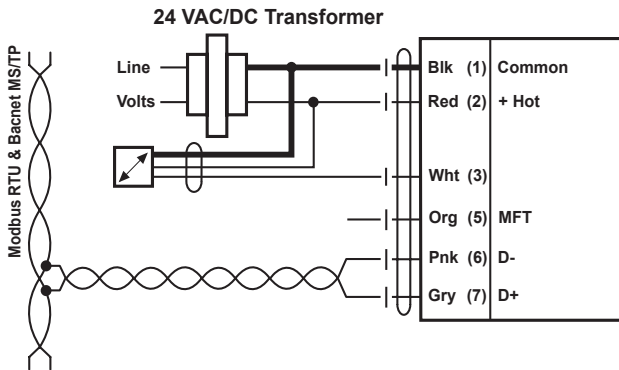 24 VAC/DC Transformer
Modbus RTU & Bacnet MS/TP
Line
Volts
Blk (1) Common
Red (2) + Hot
Wht (3)
Org (5) MFT
Pnk (6) D-
Gry (7) D+